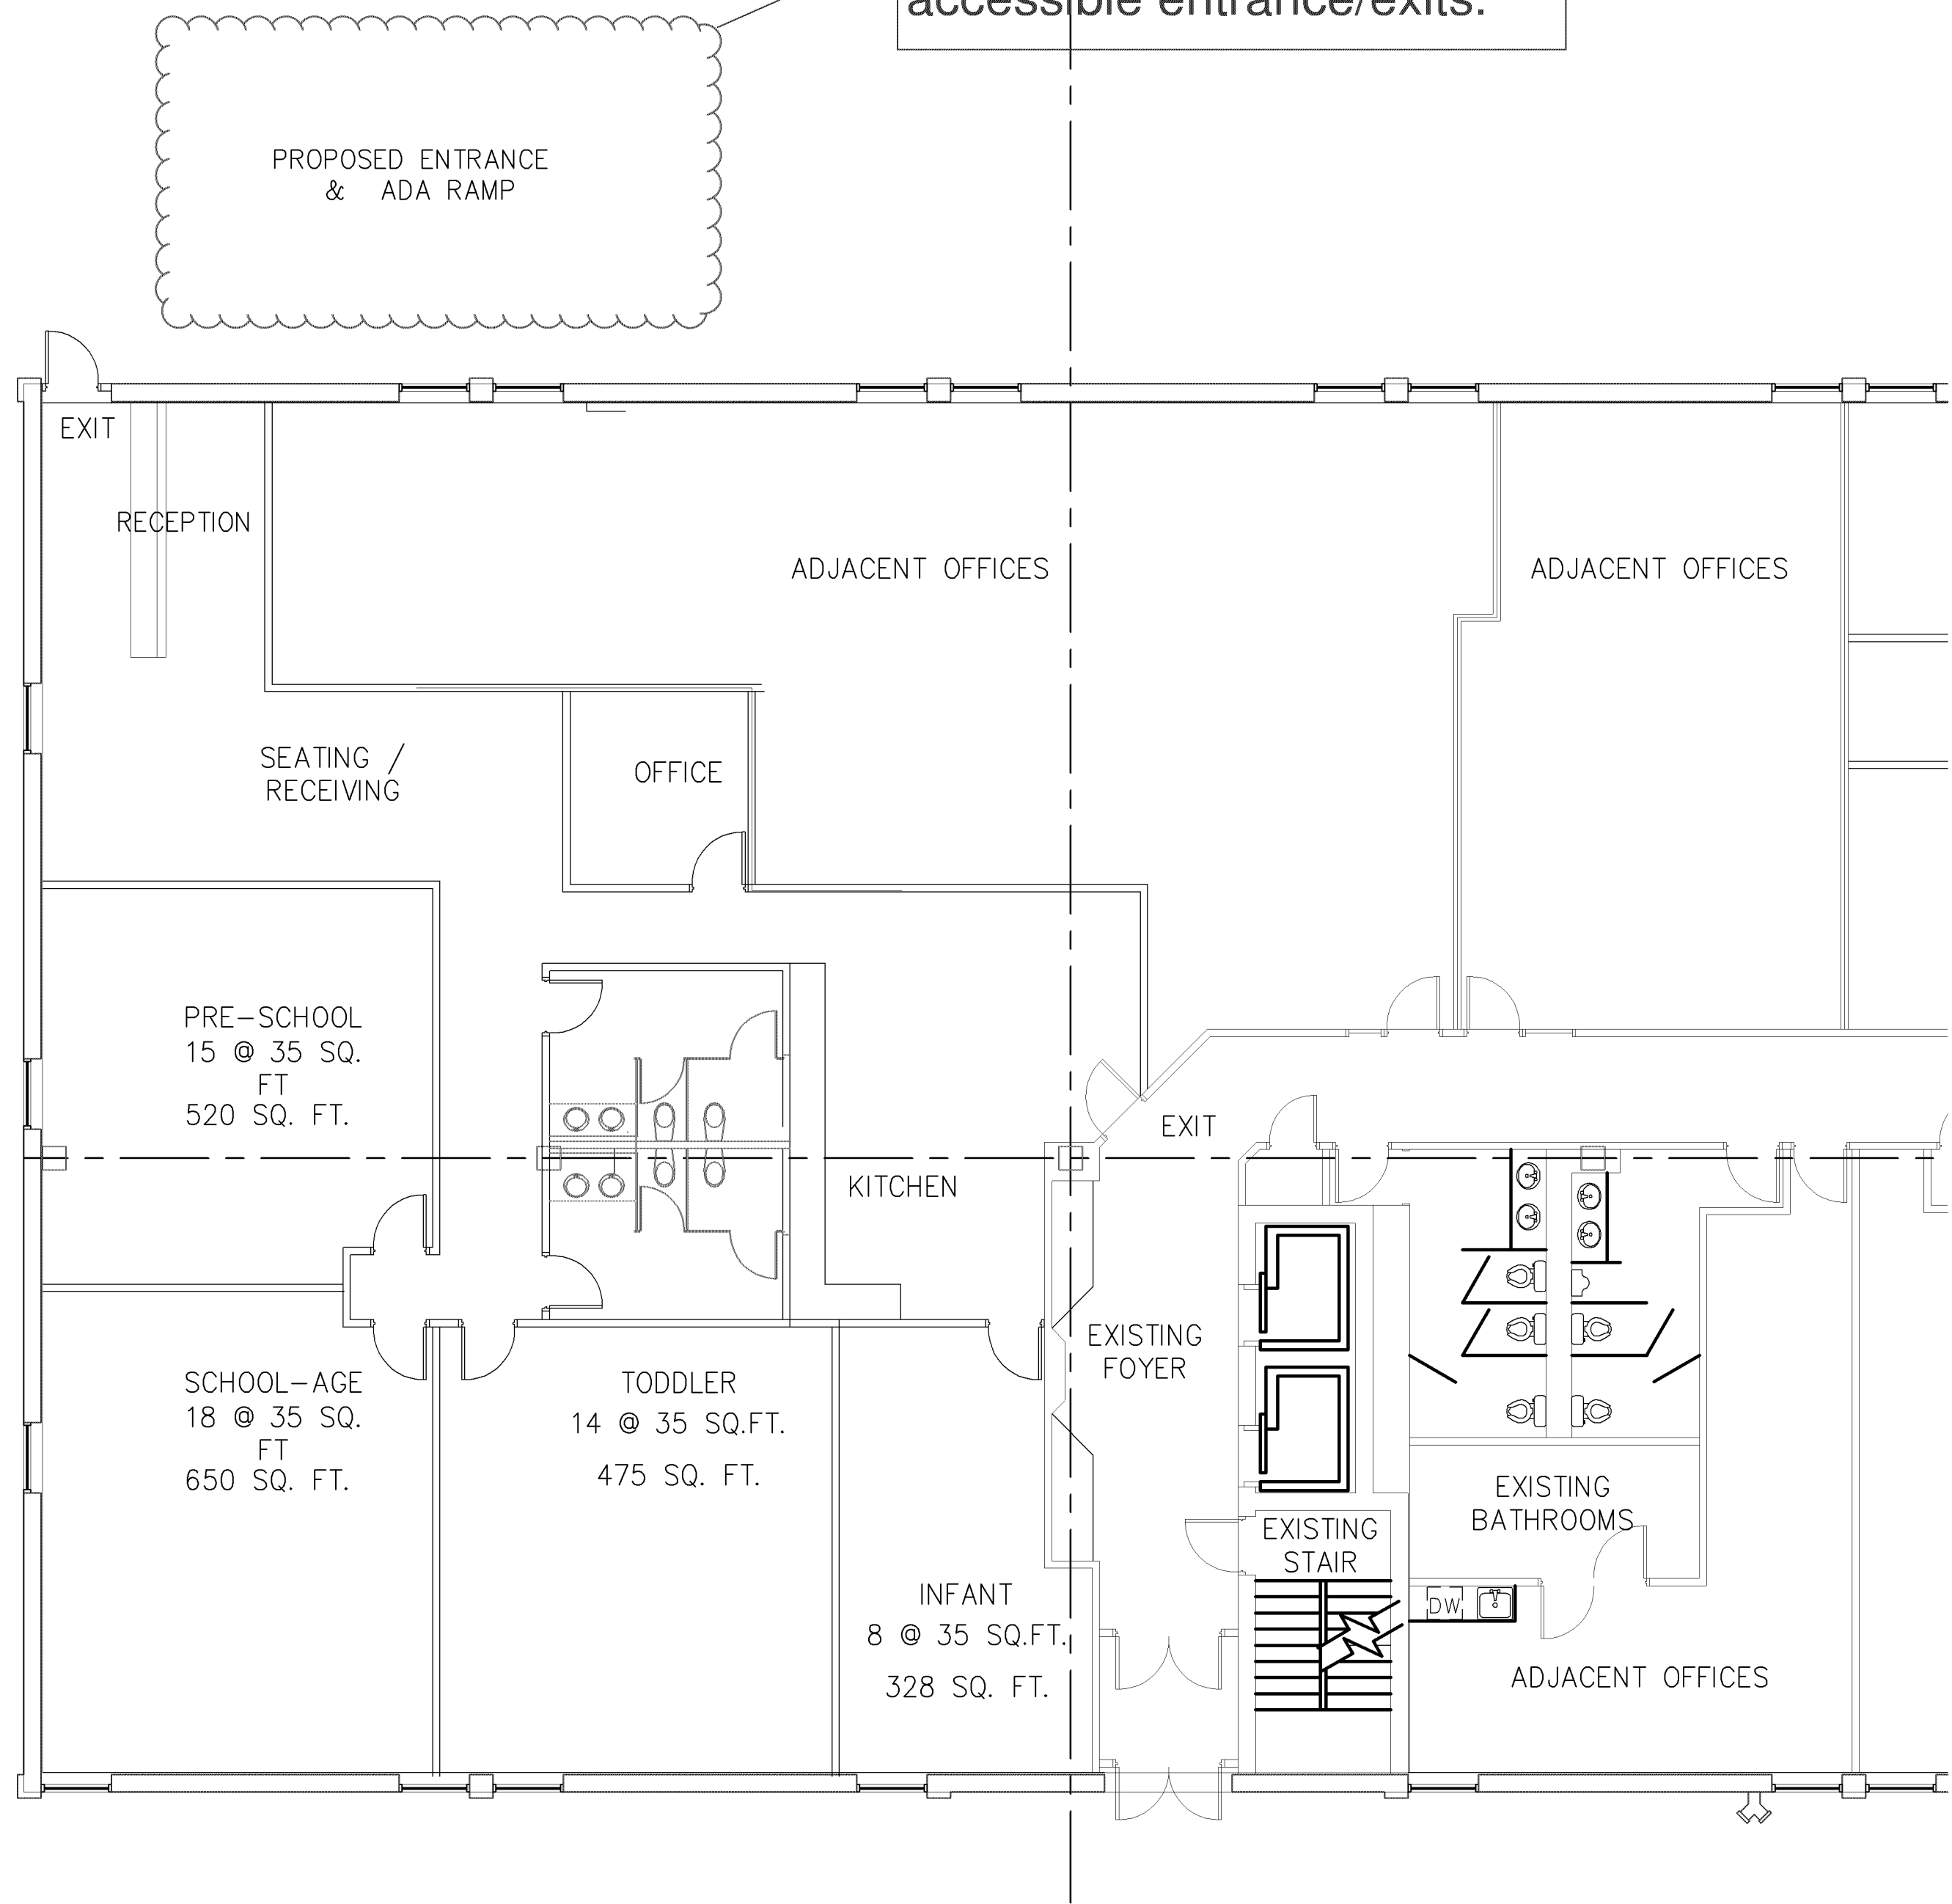 accessible entrance/exits.
PROPOSED ENTRANCE
& ADA RAMP
EXIT
RECEPTION
ADJACENT OFFICES
ADJACENT OFFICES
SEATING /
RECEIVING
OFFICE
PRE-SCHOOL
15 @ 35 SQ.
FT
520 SQ. FT.
EXIT
KITCHEN
EXISTING
FOYER
SCHOOL-AGE
18 @ 35 SQ.
FT
650 SQ. FT.
TODDLER
14 @ 35 SQ.FT.
475 SQ. FT.
EXISTING
BATHROOMS
EXISTING
STAIR
INFANT
8 @ 35 SQ.FT.
328 SQ. FT.
DW
ADJACENT OFFICES